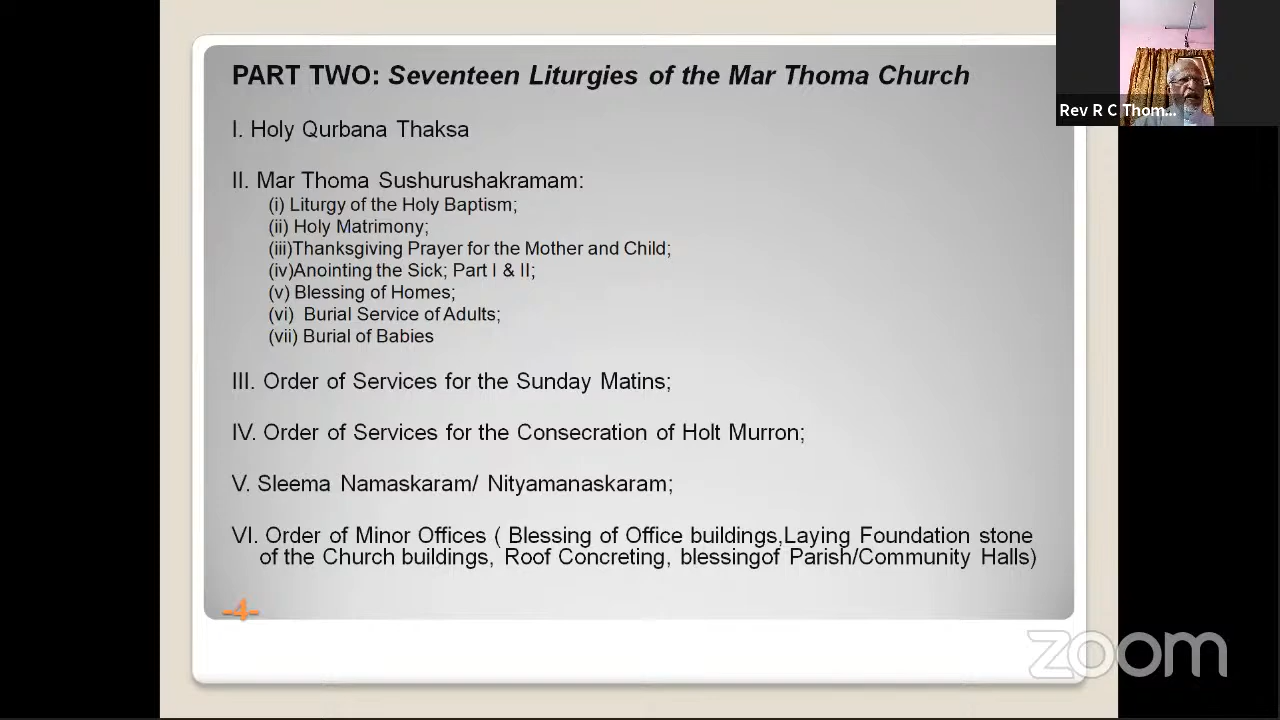 PART TWO: Seventeen Liturgies of the Mar Thoma Church
I. Holy Qurbana Thaksa
II. Mar Thoma Sushurushakramam:
(i) Liturgy of the Holy Baptism;
(ii) Holy Matrimony;
(iii)Thanksgiving Prayer for the Mother and Child;
(iv)Anointing the Sick; Part I & II;
(v) Blessing of Homes;
(vi) Burial Service of Adults;
(vii) Burial of Babies
III. Order of Services for the Sunday Matins;
IV. Order of Services for the Consecration of Holt Murron;
V. Sleema Namaskaram/ Nityamanaskaram;
VI. Order of Minor Offices ( Blessing of Office buildings,Laying Foundation stone
of the Church buildings, Roof Concreting, blessingof Parish/Community Halls)
4
Rev R C Thom...
zoom